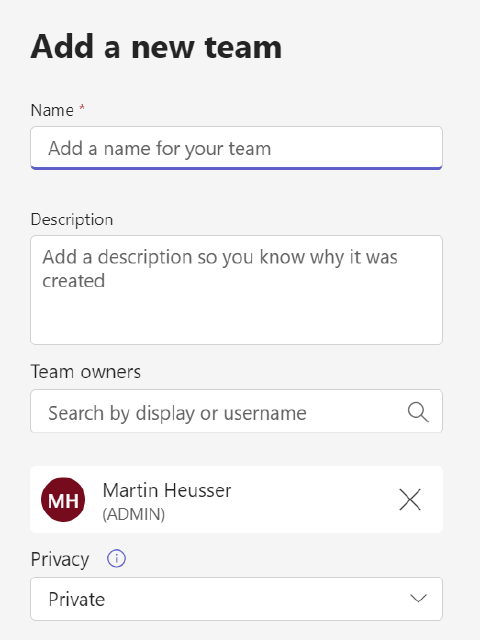 Add a new team
Name *
Add a name for your team
Description
Add a description so you know why it was
created
Team owners
Search by display or username
MH
Martin Heusser
(ADMIN)
Privacy
Private